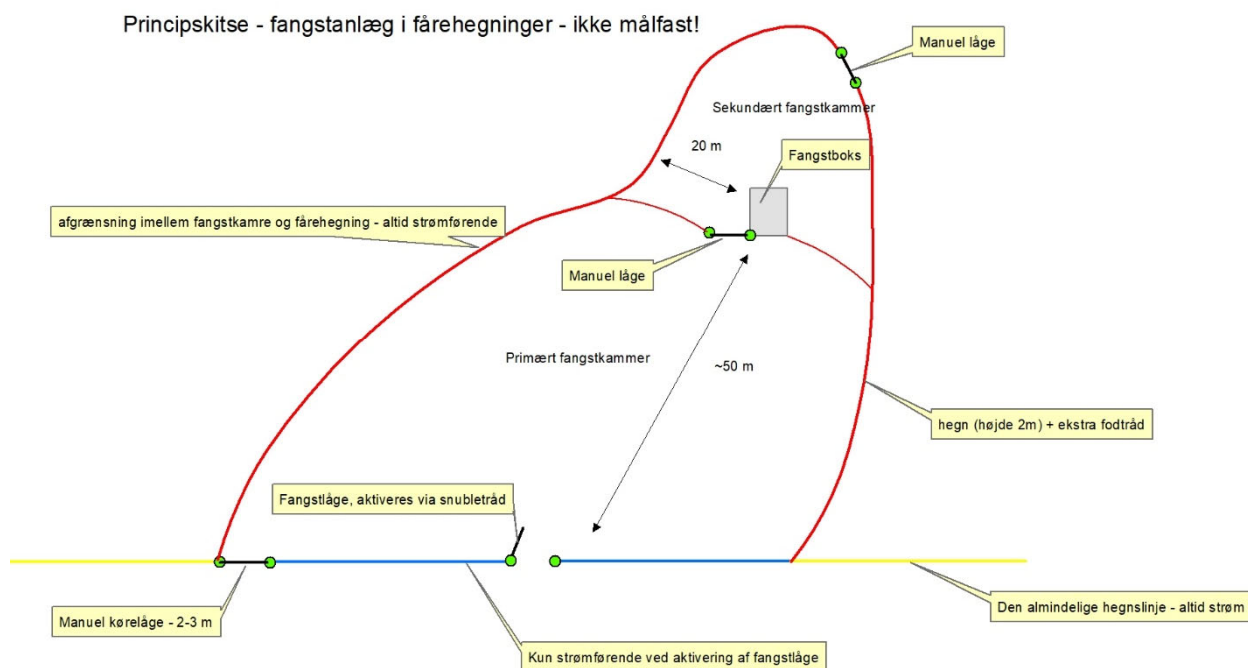 Principskitse - fangstanlæg i fårehegninger - ikke målfast!
Manuel låge
Sekundært fangstkammer
20 m
Fangstboks
afgrænsning imellem fangstkamre og fårehegning - altid strømførende
Manuel låge
Primært fangstkammer
~50 m
hegn (højde 2m) + ekstra fodtråd
Fangstlåge, aktiveres via snubletråd
Manuel kørelåge - 2-3 m
Den almindelige hegnslinje - altid strøm
Kun strømførende ved aktivering af fangstlåge